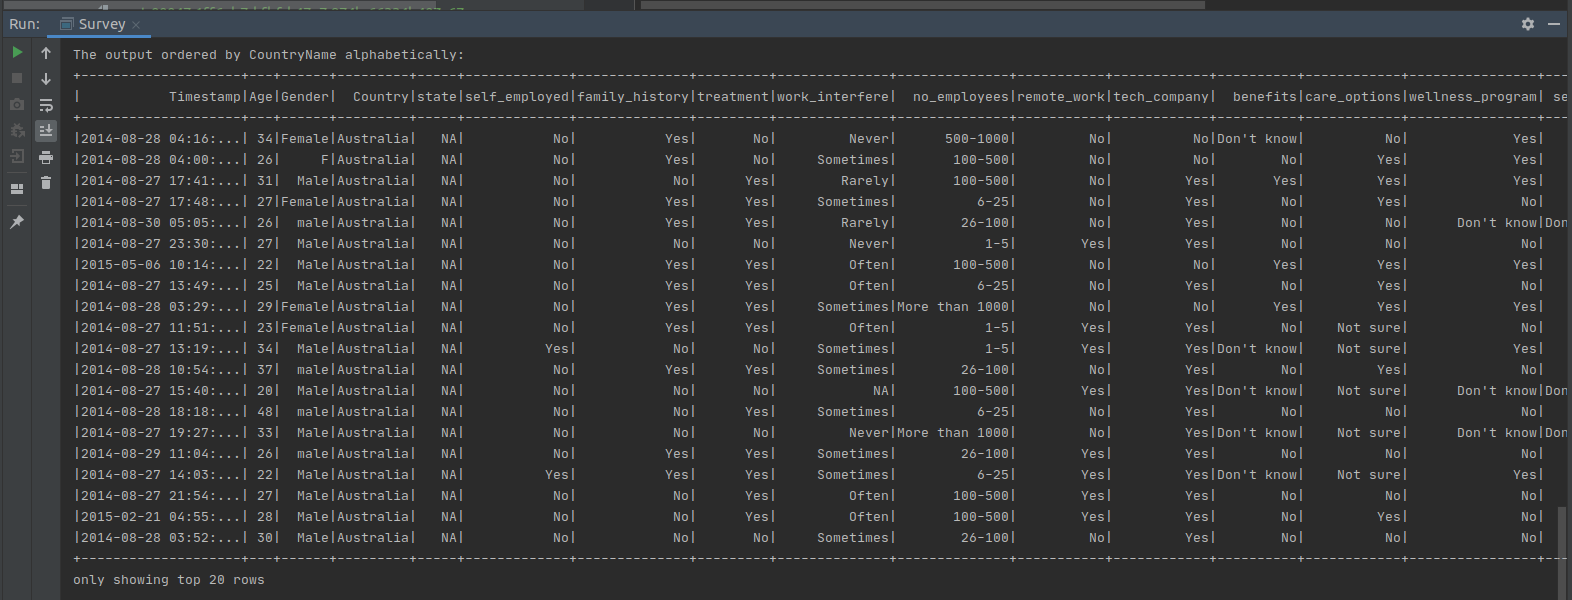 Run: Survey ×
The output ordered by CountryName alphabetically:
+--------------------+---+------+---------+-----+-------------+--------------+---------+--------------+--------------+-----------+------------+----------+------------+----------------+---
|           Timestamp|Age|Gender|  Country|state|self_employed|family_history|treatment|work_interfere|  no_employees|remote_work|tech_company|  benefits|care_options|wellness_program| se
+--------------------+---+------+---------+-----+-------------+--------------+---------+--------------+--------------+-----------+------------+----------+------------+----------------+---
|2014-08-28 04:16:...| 34|Female|Australia|   NA|           No|           Yes|       No|         Never|      500-1000|         No|          No|Don't know|          No|             Yes|
|2014-08-28 04:00:...| 26|     F|Australia|   NA|           No|           Yes|       No|     Sometimes|       100-500|         No|          No|        No|         Yes|             Yes|
|2014-08-27 17:41:...| 31|  Male|Australia|   NA|           No|            No|      Yes|        Rarely|       100-500|         No|         Yes|       Yes|         Yes|             Yes|
|2014-08-27 17:48:...| 27|Female|Australia|   NA|           No|           Yes|      Yes|     Sometimes|          6-25|         No|         Yes|        No|         Yes|              No|
|2014-08-30 05:05:...| 26|  male|Australia|   NA|           No|           Yes|      Yes|        Rarely|        26-100|         No|         Yes|        No|          No|      Don't know|Don
|2014-08-27 23:30:...| 27|  Male|Australia|   NA|           No|            No|       No|         Never|           1-5|        Yes|         Yes|        No|          No|              No|
|2015-05-06 10:14:...| 22|  Male|Australia|   NA|           No|           Yes|      Yes|         Often|       100-500|         No|          No|       Yes|         Yes|             Yes|
|2014-08-27 13:49:...| 25|  Male|Australia|   NA|           No|           Yes|      Yes|         Often|          6-25|         No|         Yes|        No|         Yes|              No|
|2014-08-28 03:29:...| 29|Female|Australia|   NA|           No|           Yes|      Yes|     Sometimes|More than 1000|         No|          No|       Yes|         Yes|             Yes|
|2014-08-27 11:51:...| 23|Female|Australia|   NA|           No|           Yes|      Yes|         Often|           1-5|        Yes|         Yes|        No|    Not sure|              No|
|2014-08-27 13:19:...| 34|  Male|Australia|   NA|          Yes|            No|       No|     Sometimes|           1-5|        Yes|         Yes|Don't know|    Not sure|             Yes|
|2014-08-28 10:54:...| 37|  male|Australia|   NA|           No|           Yes|      Yes|     Sometimes|        26-100|         No|         Yes|        No|         Yes|              No|
|2014-08-27 15:40:...| 20|  Male|Australia|   NA|           No|            No|       No|            NA|       100-500|        Yes|         Yes|Don't know|    Not sure|      Don't know|Don
|2014-08-28 18:18:...| 48|  male|Australia|   NA|           No|            No|      Yes|     Sometimes|          6-25|         No|         Yes|        No|          No|              No|
|2014-08-27 19:27:...| 33|  Male|Australia|   NA|           No|            No|       No|         Never|More than 1000|         No|         Yes|Don't know|    Not sure|      Don't know|Don
|2014-08-29 11:04:...| 26|  male|Australia|   NA|           No|           Yes|      Yes|     Sometimes|        26-100|        Yes|         Yes|        No|          No|              No|
|2014-08-27 14:03:...| 22|  Male|Australia|   NA|          Yes|           Yes|      Yes|     Sometimes|          6-25|        Yes|         Yes|Don't know|    Not sure|             Yes|
|2014-08-27 21:54:...| 27|  Male|Australia|   NA|           No|            No|      Yes|         Often|       100-500|         No|         Yes|        No|          No|              No|
|2015-02-21 04:55:...| 28|  Male|Australia|   NA|           No|            No|      Yes|         Often|       100-500|        Yes|         Yes|        No|         Yes|              No|
|2014-08-28 03:52:...| 30|  Male|Australia|   NA|           No|            No|       No|     Sometimes|        26-100|         No|         Yes|        No|          No|              No|
+--------------------+---+------+---------+-----+-------------+--------------+---------+--------------+--------------+-----------+------------+----------+------------+----------------+---
only showing top 20 rows